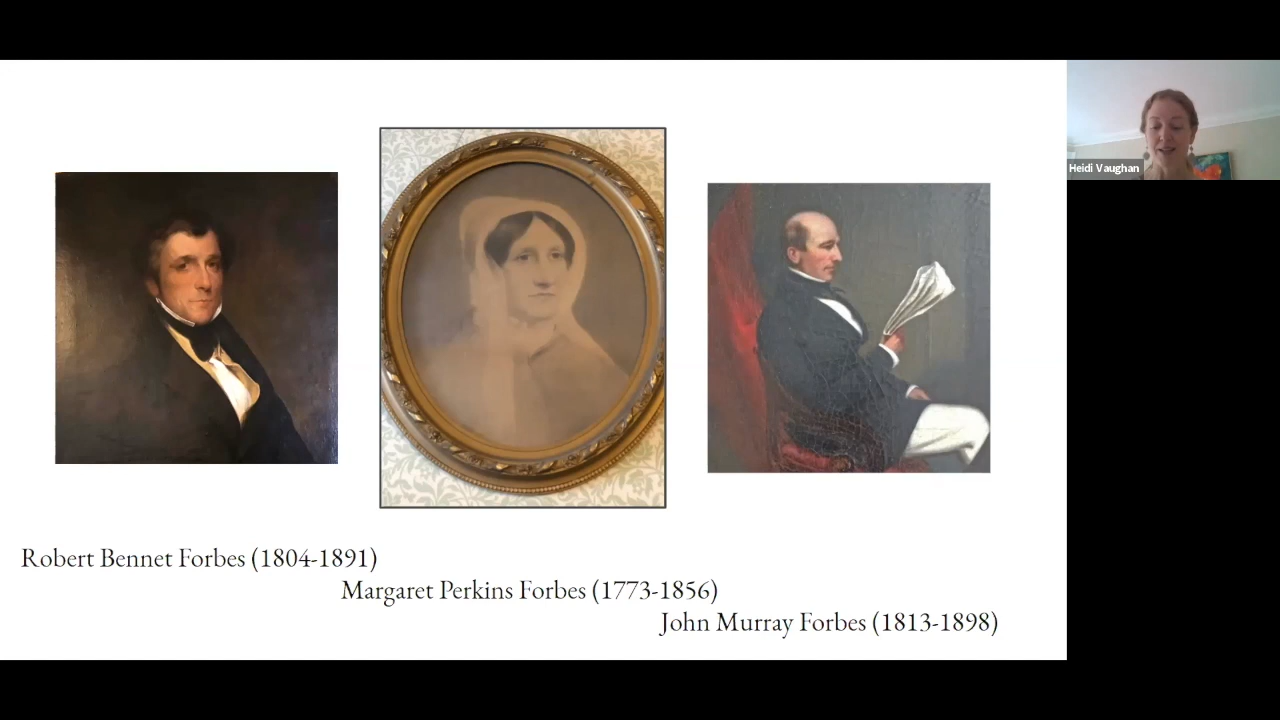 Heidi Vaughan
Robert Bennet Forbes (1804-1891)
Margaret Perkins Forbes (1773-1856)
John Murray Forbes (1813-1898)